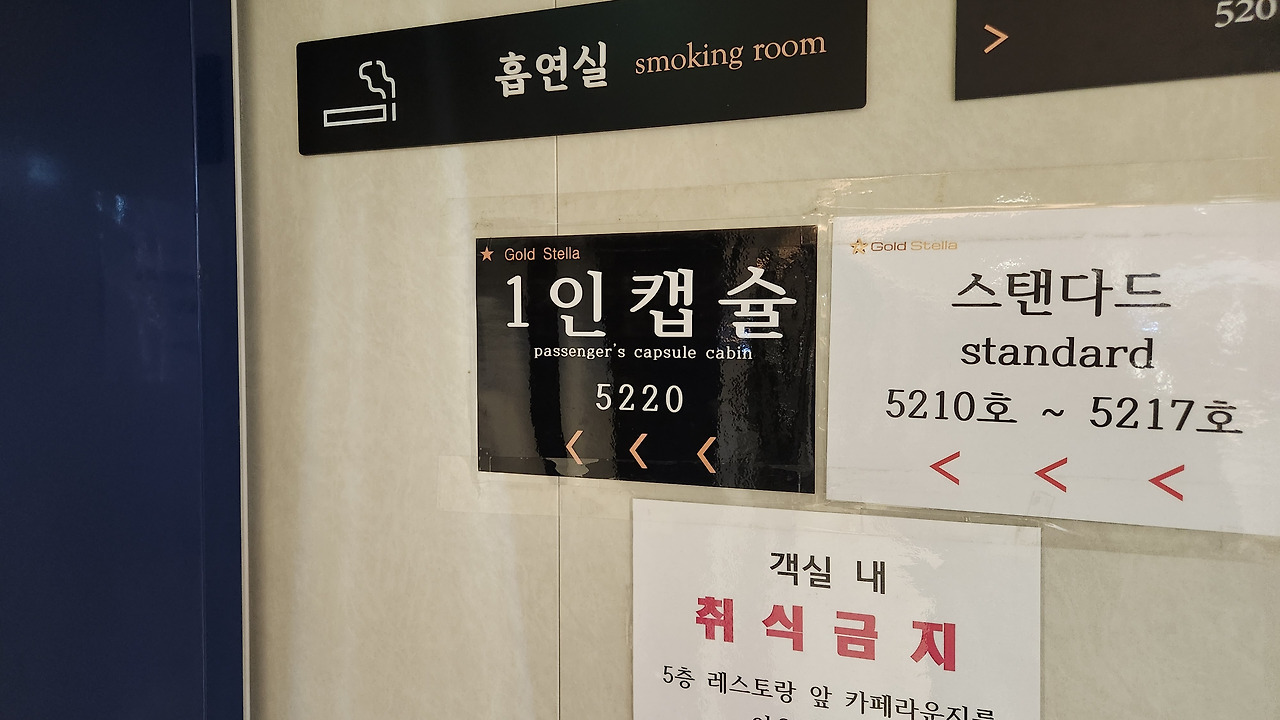 흡연실 smoking room
>
520
★ Gold Stella
1인 캡슐
passenger's capsule cabin
5220
< < <
★ Gold Stella
스탠다드
standard
5210호 ~ 5217호
< < <
객실 내
취식금지
5층 레스토랑 앞 카페라운지를